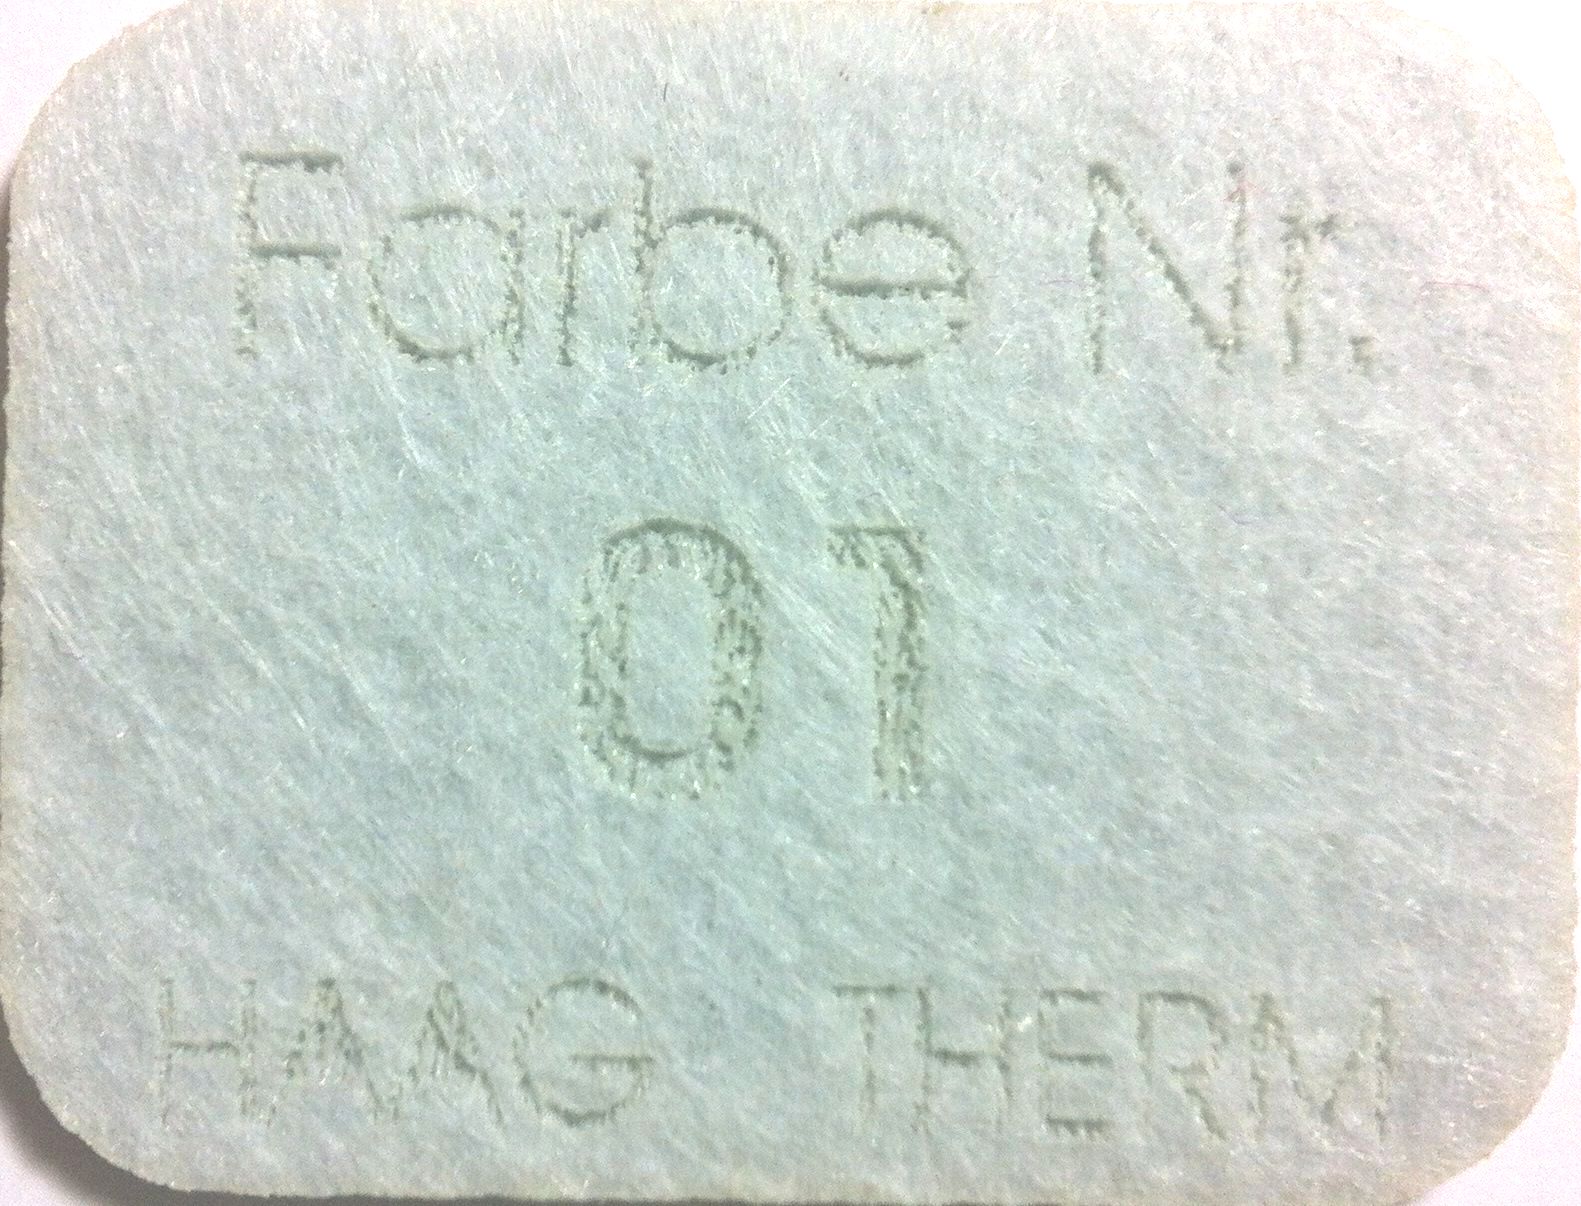 Farbe Nr.
01
HAAG THERM